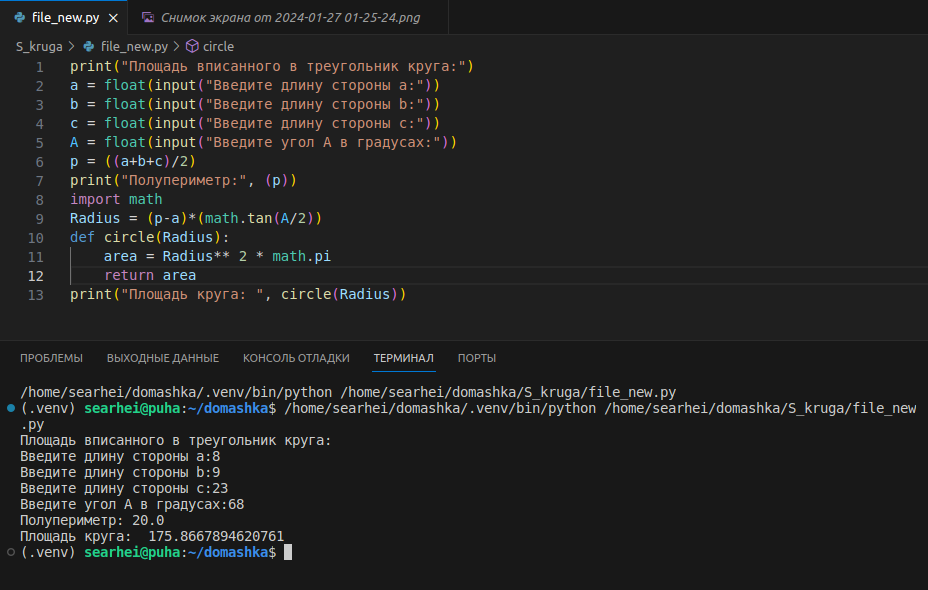 file_new.py
Снимок экрана от 2024-01-27 01-25-24.png
S_kruga > file_new.py > circle
1 print("Площадь вписанного в треугольник круга:")
2 a = float(input("Введите длину стороны a:"))
3 b = float(input("Введите длину стороны b:"))
4 c = float(input("Введите длину стороны c:"))
5 A = float(input("Введите угол А в градусах:"))
6 p = ((a+b+c)/2)
7 print("Полупериметр:", (p))
8 import math
9 Radius = (p-a)*(math.tan(A/2))
10 def circle(Radius):
11     area = Radius** 2 * math.pi
12     return area
13 print("Площадь круга: ", circle(Radius))
ПРОБЛЕМЫ ВЫХОДНЫЕ ДАННЫЕ КОНСОЛЬ ОТЛАДКИ ТЕРМИНАЛ ПОРТЫ
/home/searhei/domashka/.venv/bin/python /home/searhei/domashka/S_kruga/file_new.py
(.venv) searhei@puha:~/domashka$ /home/searhei/domashka/.venv/bin/python /home/searhei/domashka/S_kruga/file_new
.py
Площадь вписанного в треугольник круга:
Введите длину стороны a:8
Введите длину стороны b:9
Введите длину стороны c:23
Введите угол А в градусах:68
Полупериметр: 20.0
Площадь круга:  175.8667894620761
(.venv) searhei@puha:~/domashka$